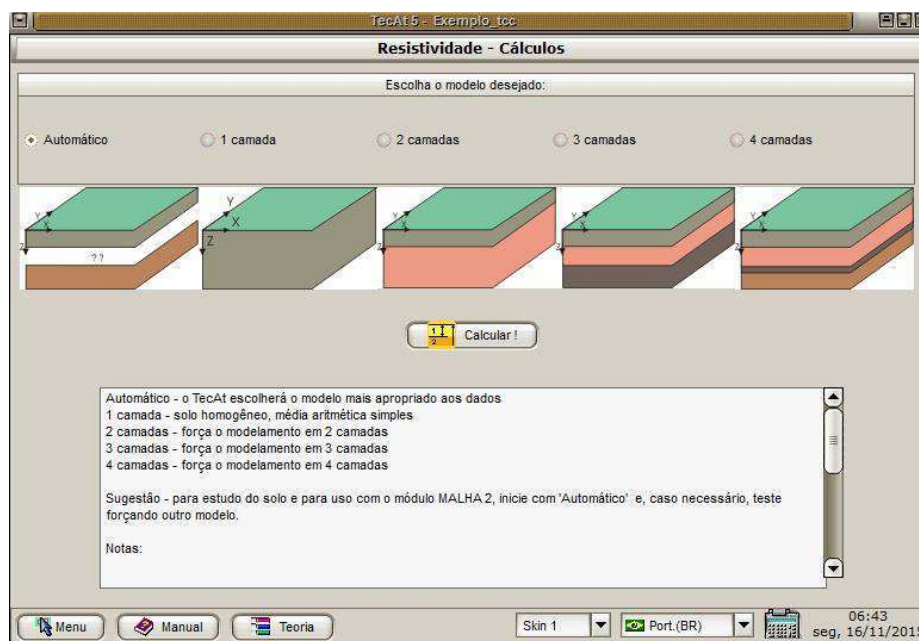 TecAt 5 - Exemplo_tcc
Resistividade - Cálculos
Escolha o modelo desejado:
Automático
1 camada
2 camadas
3 camadas
4 camadas
Y
X
Z
??
Y
X
Z
Y
X
Z
Y
X
Z
Y
X
Z
1
2
Calcular !
Automático - o TecAt escolherá o modelo mais apropriado aos dados
1 camada - solo homogêneo, média aritmética simples
2 camadas - força o modelamento em 2 camadas
3 camadas - força o modelamento em 3 camadas
4 camadas - força o modelamento em 4 camadas
Sugestão - para estudo do solo e para uso com o módulo MALHA 2, inicie com 'Automático' e, caso necessário, teste
forçando outro modelo.
Notas:
Menu
Manual
Teoria
Skin 1
Port.(BR)
06:43
seg, 16/11/201